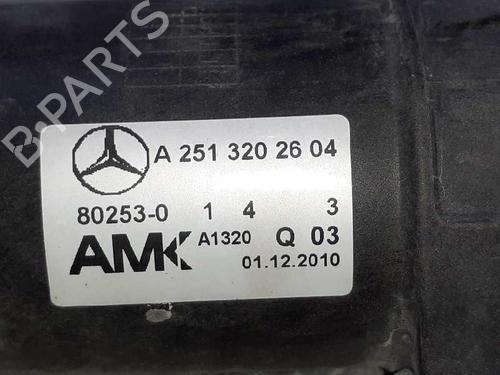 B-PARTS
A 251 320 26 04
80253-0 1 4 3
AMK A1320 Q 03
01.12.2010